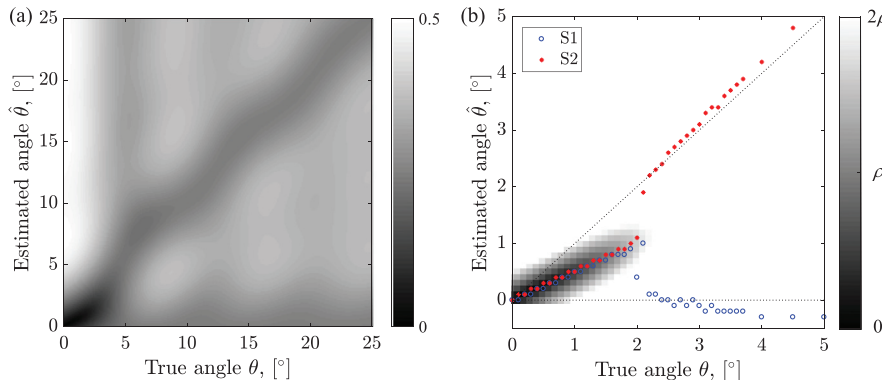 (a)
25
20
15
10
5
0
Estimated angle θ̂, [°]
0 5 10 15 20 25
True angle θ, [°]
0.5
0
(b)
5
4
3
2
1
0
-1
Estimated angle θ̂, [°]
S1
S2
0 1 2 3 4 5
True angle θ, [°]
2ρ
ρ
0